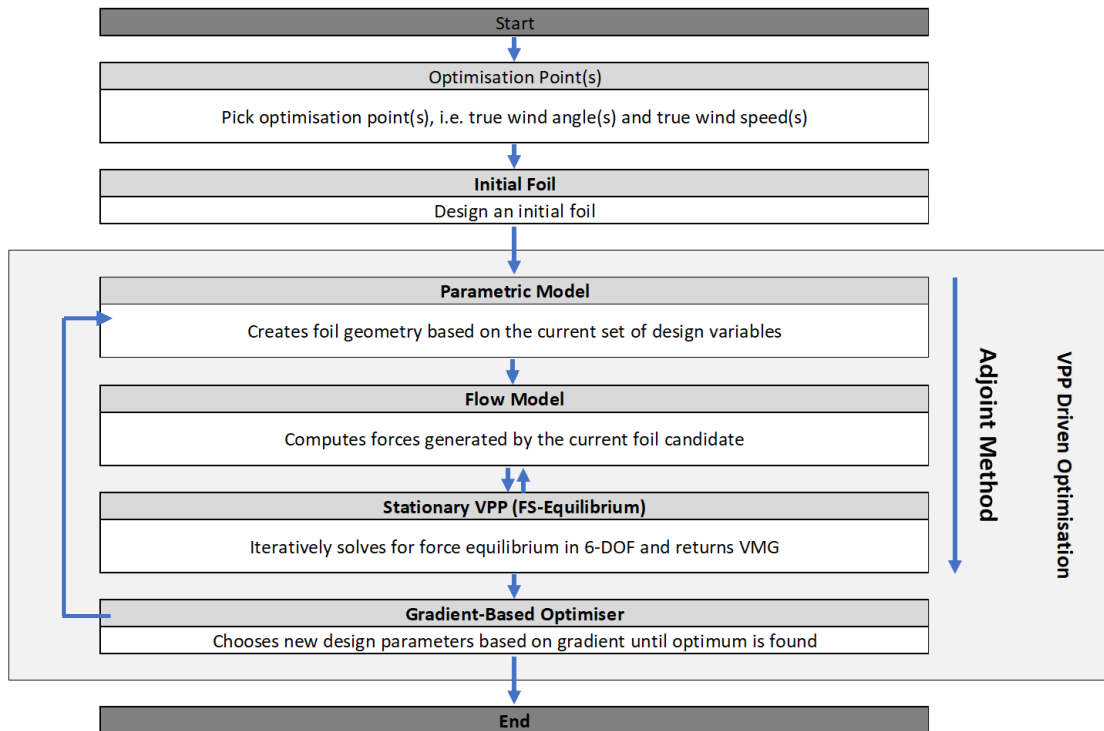 Start
Optimisation Point(s)
Pick optimisation point(s), i.e. true wind angle(s) and true wind speed(s)
Initial Foil
Design an initial foil
Parametric Model
Creates foil geometry based on the current set of design variables
Flow Model
Computes forces generated by the current foil candidate
Stationary VPP (FS-Equilibrium)
Iteratively solves for force equilibrium in 6-DOF and returns VMG
Gradient-Based Optimiser
Chooses new design parameters based on gradient until optimum is found
Adjoint Method
VPP Driven Optimisation
End